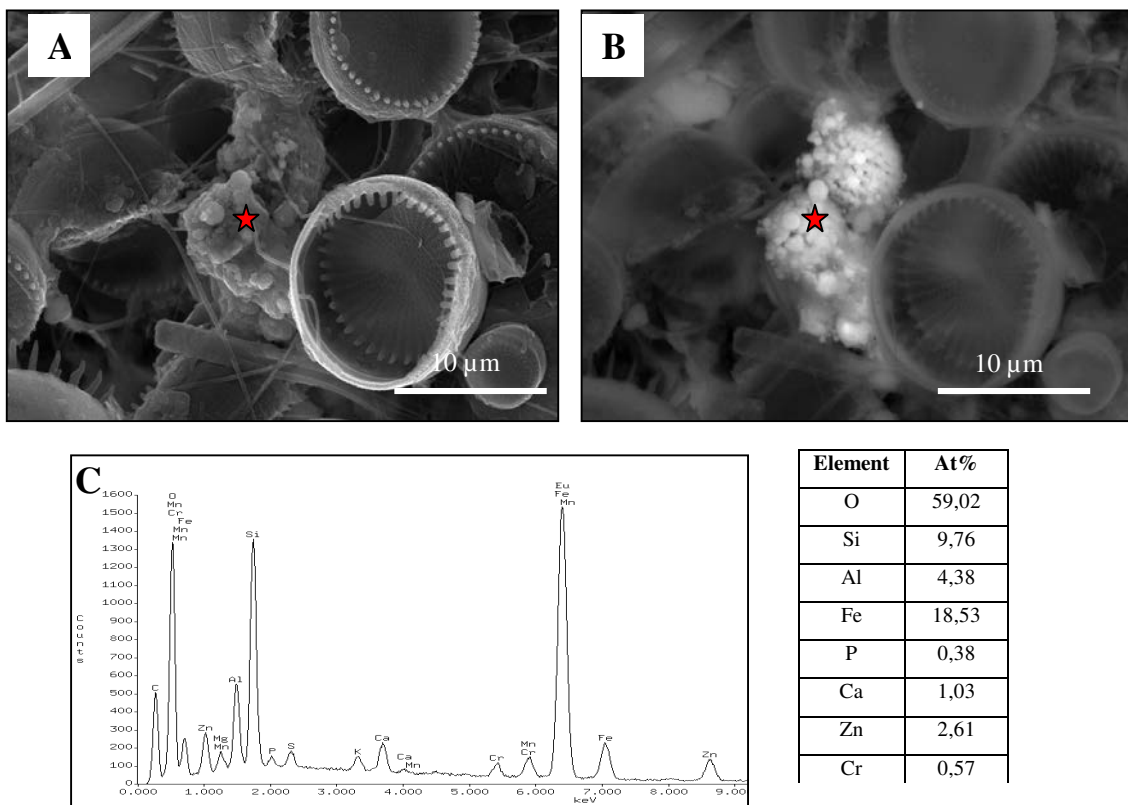 A
B
10 µm
10 µm
C
1600
1500
1400
1300
1200
1100
1000
900
800
700
600
500
400
300
200
100
0
Counts
C
O
Mn
Cr
Fe
Mn
Mn
Zn
Mg
Mn
Al
Si
P
S
K
Ca
Ca
Mn
Cr
Mn
Cr
Eu
Fe
Mn
Fe
Zn
0.000 1.000 2.000 3.000 4.000 5.000 6.000 7.000 8.000 9.000
keV
Element At%
O 59,02
Si 9,76
Al 4,38
Fe 18,53
P 0,38
Ca 1,03
Zn 2,61
Cr 0,57